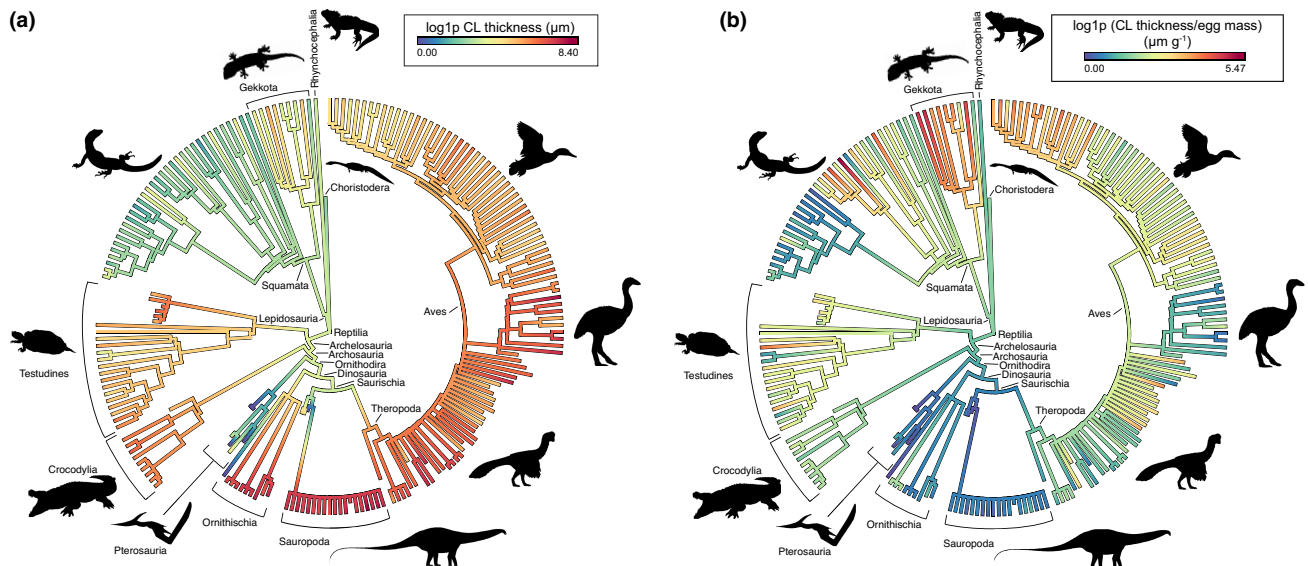 (a)
log1p CL thickness (µm)
0.00
8.40
Rhynchocephalia
Gekkota
Choristodera
Squamata
Lepidosauria
Aves
Reptilia
Archelosauria
Archosauria
Ornithodira
Dinosauria
Saurischia
Testudines
Theropoda
Crocodylia
Ornithischia
Sauropoda
Pterosauria
(b)
log1p (CL thickness/egg mass)
(µm g⁻¹)
0.00
5.47
Rhynchocephalia
Gekkota
Choristodera
Squamata
Lepidosauria
Aves
Reptilia
Archelosauria
Archosauria
Ornithodira
Dinosauria
Saurischia
Testudines
Theropoda
Crocodylia
Ornithischia
Sauropoda
Pterosauria